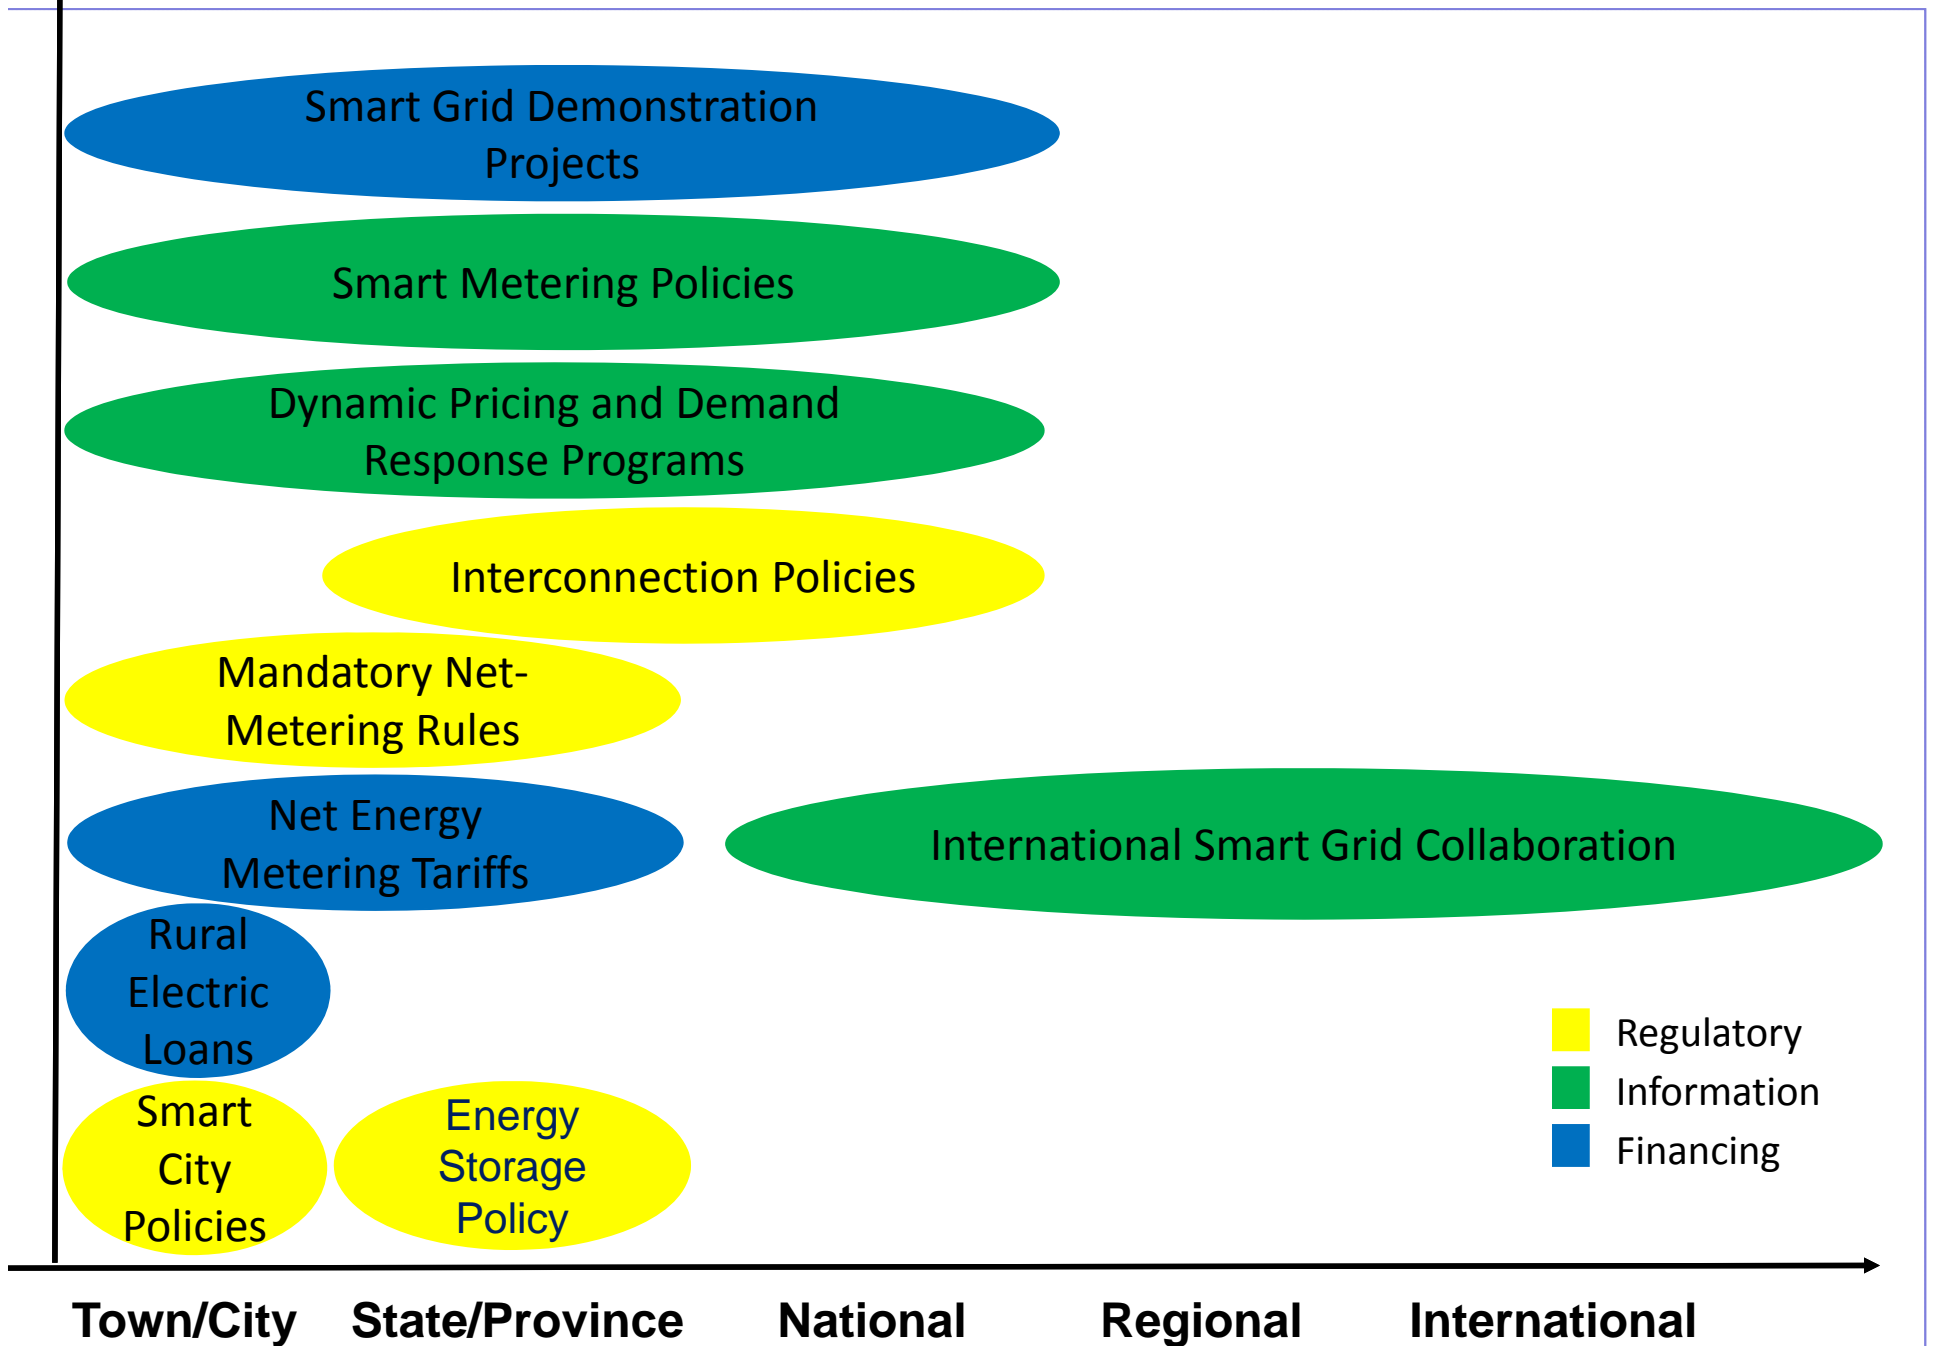 Smart Grid Demonstration
Projects
Smart Metering Policies
Dynamic Pricing and Demand
Response Programs
Interconnection Policies
Mandatory Net-
Metering Rules
Net Energy
Metering Tariffs
International Smart Grid Collaboration
Rural
Electric
Loans
Smart
City
Policies
Energy
Storage
Policy
Regulatory
Information
Financing
Town/City State/Province National Regional International